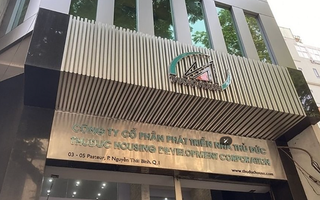 CÔNG TY CỔ PHẦN PHÁT TRIỂN NHÀ THỦ ĐỨC
THUDUC HOUSING DEVELOPMENT CORPORATION
03 - 05 Pasteur, P. Nguyễn Thái Bình, Q.1